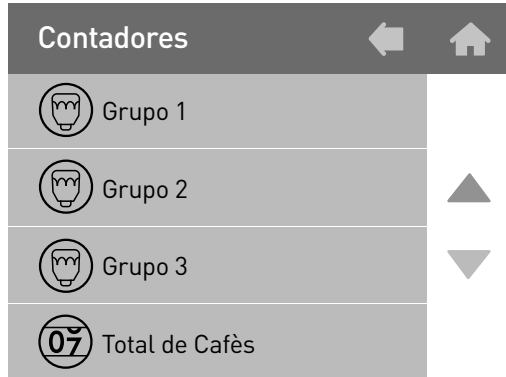 Contadores
Grupo 1
Grupo 2
Grupo 3
07 Total de Cafès